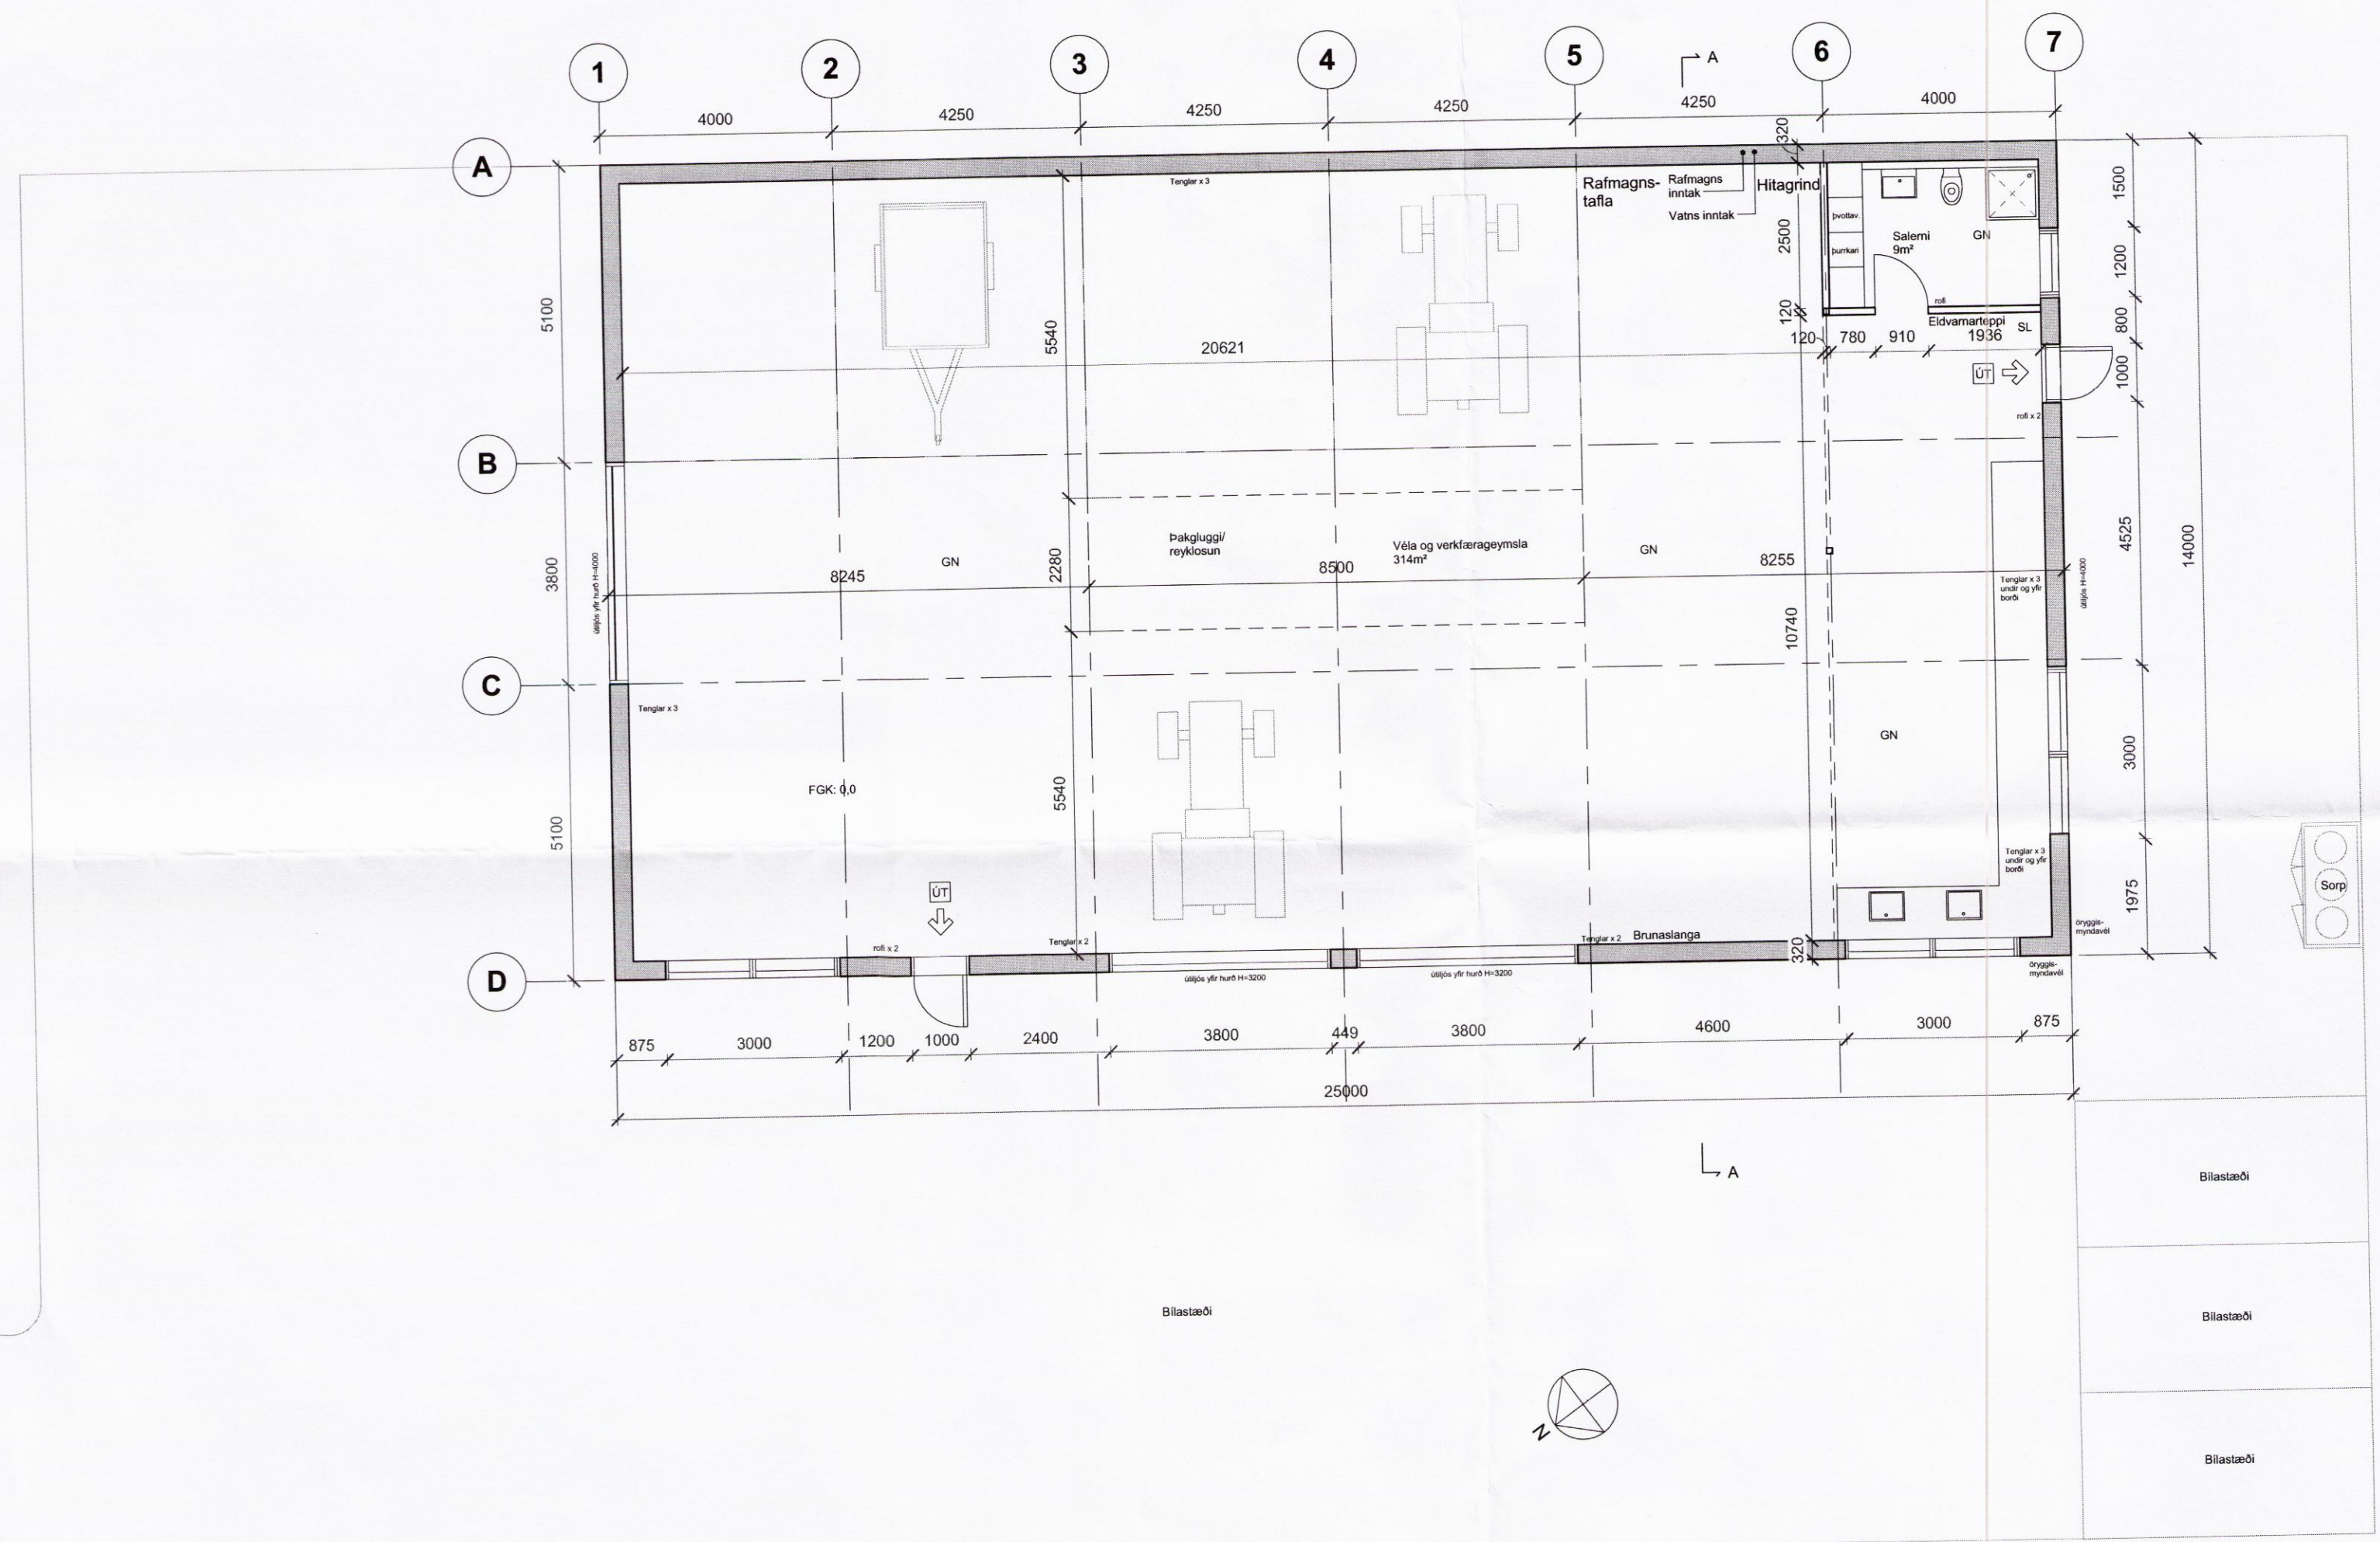 1
2
3
4
5
6
7
A
4000
4250
4250
4250
4250
4000
A
B
C
D
320
Tenglar x 3
Rafmagns-
tafla
Rafmagns
inntak
Vatns inntak
Hitagrind
þvottav.
þurrkari
Salerni
9m²
GN
rofi
Eldvarnarteppi
SL
2500
120
120
780
910
1936
ÚT
rofi x 2
1500
1200
800
1000
4525
3000
1975
14000
5100
3800
5100
5540
20621
2280
5540
útiljós yfir hurð H=4000
8245
GN
Þakgluggi/
reyklosun
8500
Véla og verkfærageymsla
314m²
GN
8255
10740
Tenglar x 3
undir og yfir
borði
útiljós H=4000
Tenglar x 3
GN
FGK: 0,0
Tenglar x 3
undir og yfir
borði
Sorp
ÚT
rofi x 2
Tenglar x 2
Tenglar x 2
Brunaslanga
320
öryggis-
myndavél
öryggis-
myndavél
útiljós yfir hurð H=3200
útiljós yfir hurð H=3200
875
3000
1200
1000
2400
3800
449
3800
4600
3000
875
25000
A
Bílastæði
Bílastæði
Bílastæði
Bílastæði
N